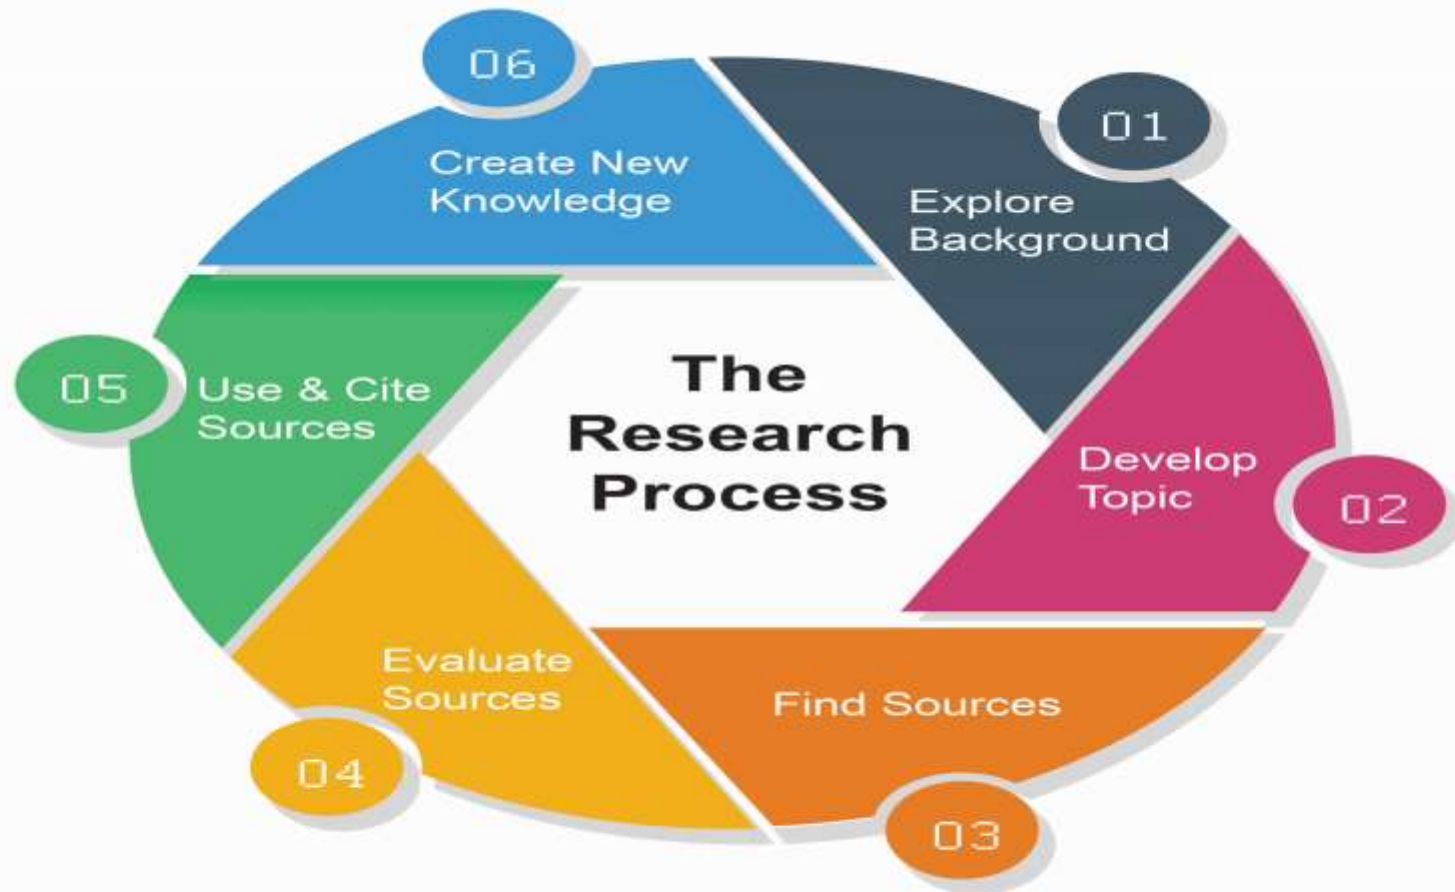 The
Research
Process
01
Explore
Background
02
Develop
Topic
03
Find Sources
04
Evaluate
Sources
05
Use & Cite
Sources
06
Create New
Knowledge